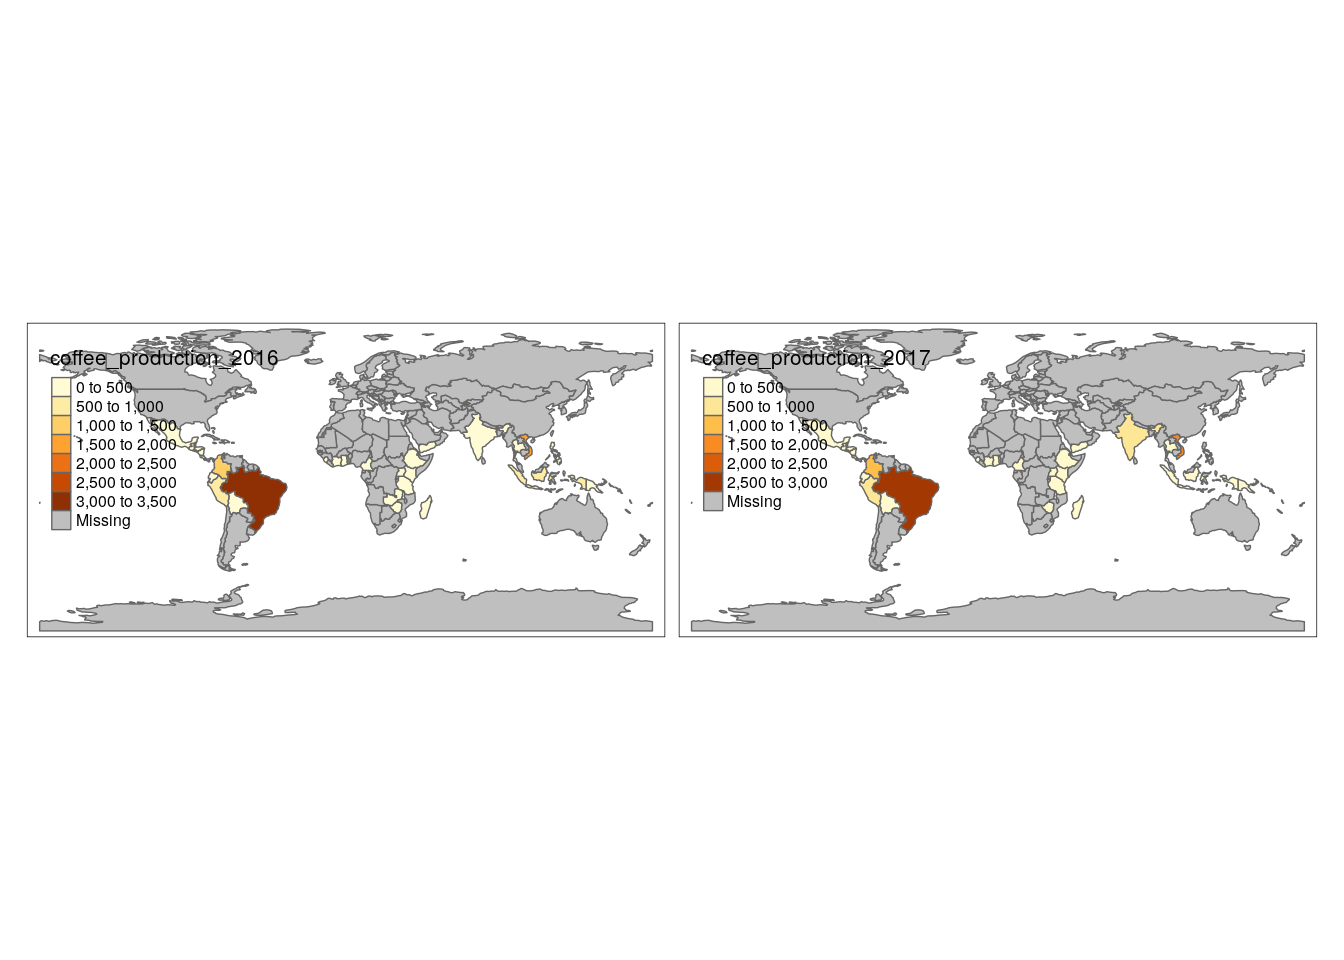 coffee_production_2016
0 to 500
500 to 1,000
1,000 to 1,500
1,500 to 2,000
2,000 to 2,500
2,500 to 3,000
3,000 to 3,500
Missing
coffee_production_2017
0 to 500
500 to 1,000
1,000 to 1,500
1,500 to 2,000
2,000 to 2,500
2,500 to 3,000
Missing